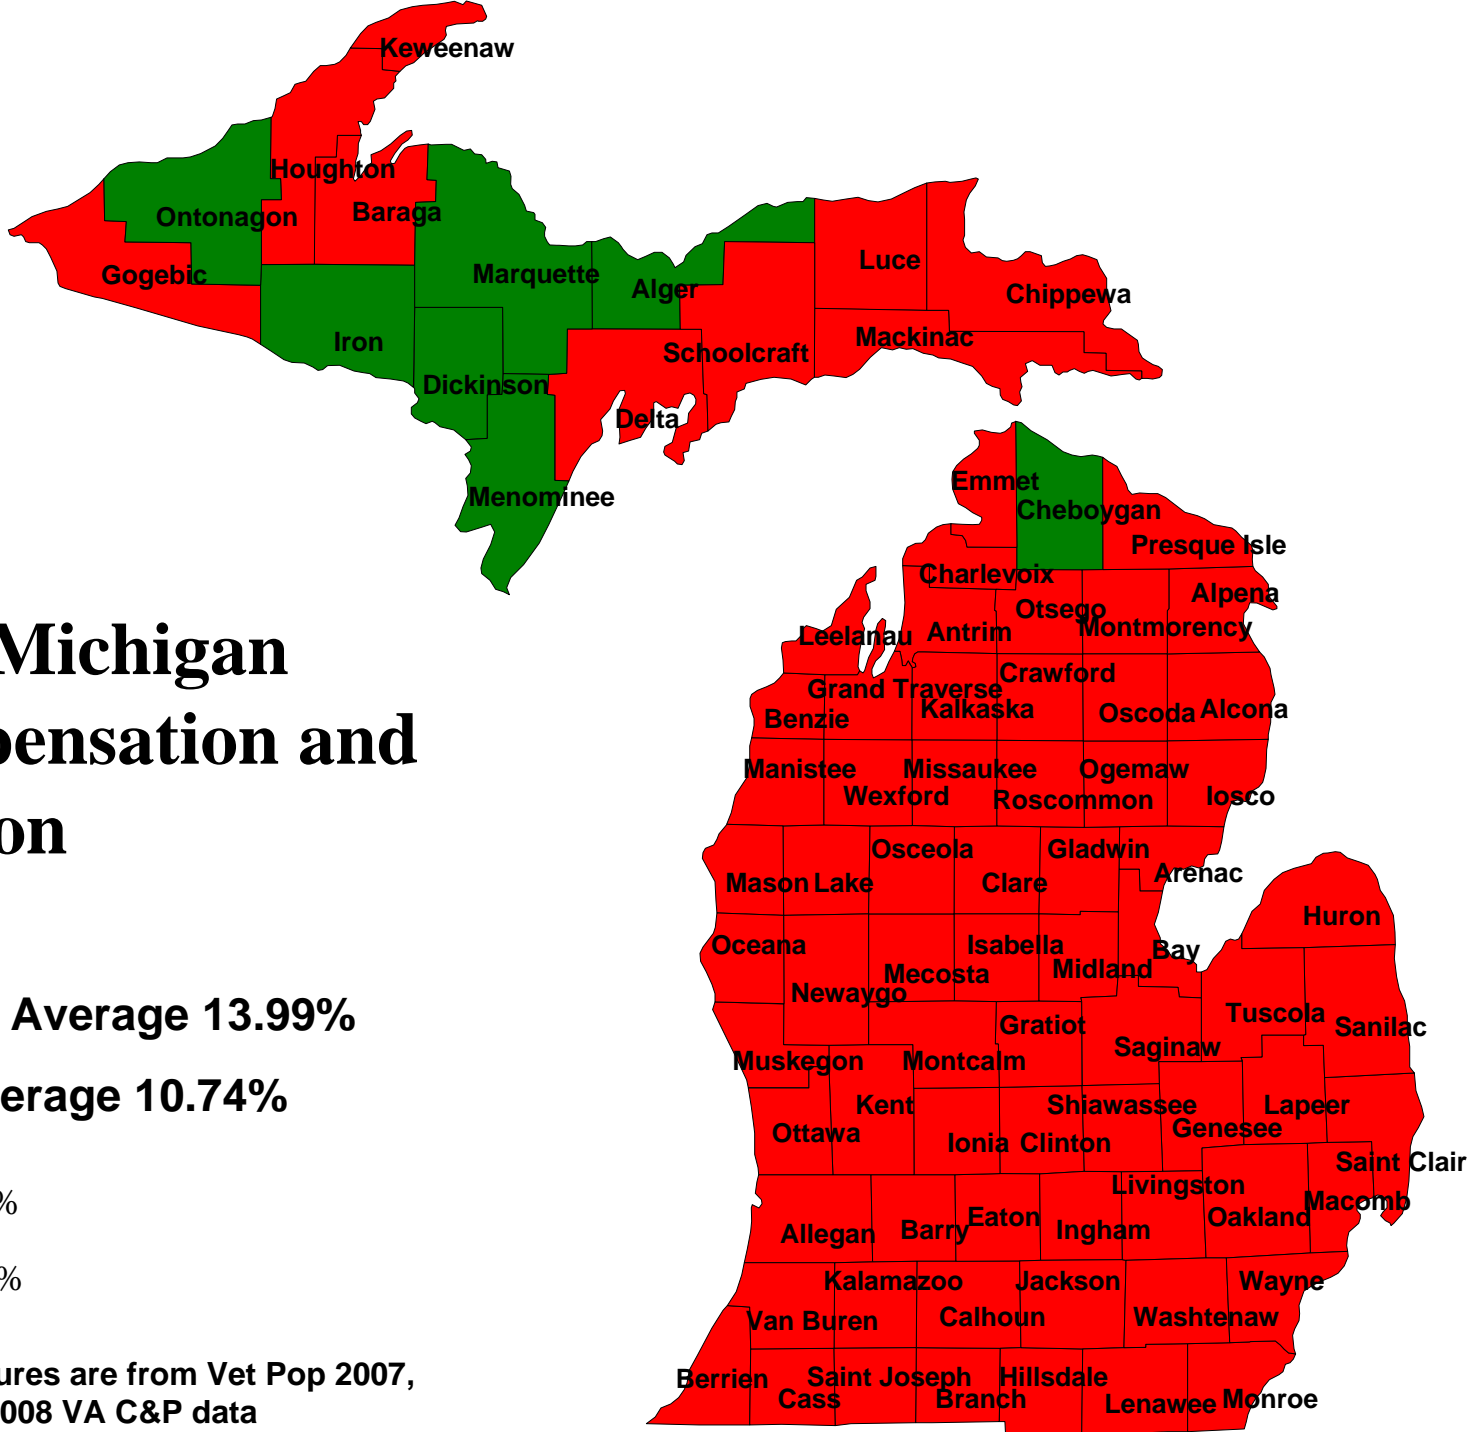 Keweenaw
Houghton
Baraga
Ontonagon
Gogebic
Marquette
Alger
Luce
Chippewa
Iron
Mackinac
Schoolcraft
Dickinson
Delta
Menominee
Emmet
Cheboygan
Presque Isle
Charlevoix
Alpena
Otsego
Leelanau
Antrim
Montmorency
Michigan
Crawford
Grand Traverse
Kalkaska
Benzie
Oscoda
Alcona
pensation and
Manistee
Missaukee
Ogemaw
Wexford
Roscommon
Iosco
on
Osceola
Gladwin
Arenac
Mason
Lake
Clare
Huron
Oceana
Isabella
Bay
Mecosta
Midland
Newaygo
Average 13.99%
Tuscola
Gratiot
Sanilac
Saginaw
Muskegon
Montcalm
erage 10.74%
Kent
Shiawassee
Lapeer
Genesee
Ottawa
Ionia
Clinton
Saint Clair
Livingston
%
Macomb
Oakland
Allegan
Barry
Eaton
Ingham
%
Kalamazoo
Jackson
Wayne
Van Buren
Calhoun
Washtenaw
ures are from Vet Pop 2007,
Berrien
Saint Joseph
Hillsdale
Cass
Branch
Lenawee
Monroe
008 VA C&P data